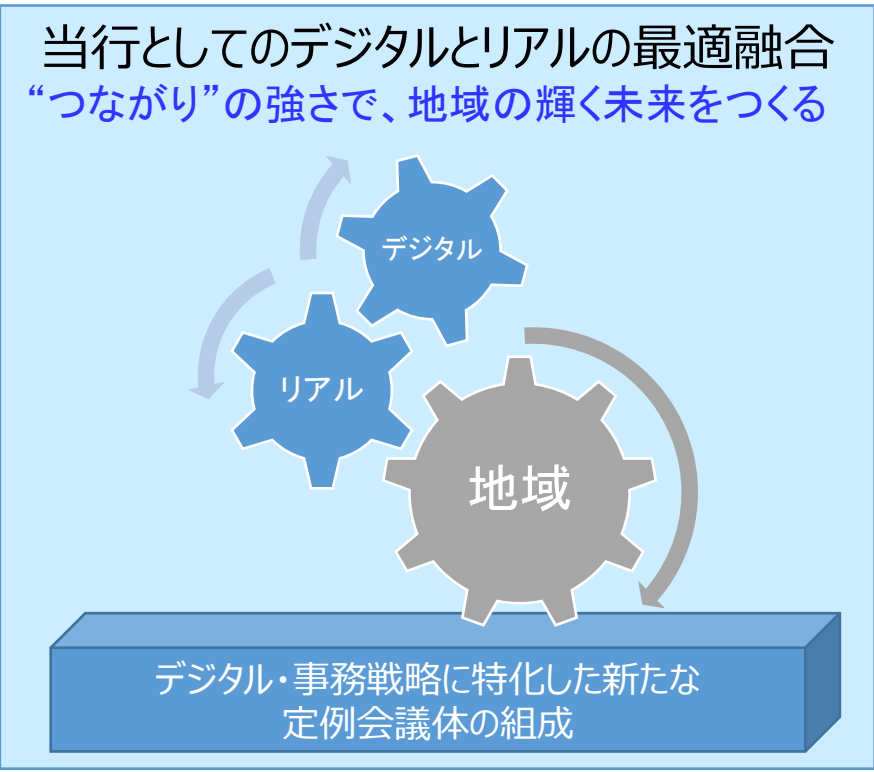 当行としてのデジタルとリアルの最適融合
“つながり”の強さで、地域の輝く未来をつくる
デジタル
リアル
地域
デジタル・事務戦略に特化した新たな
定例会議体の組成